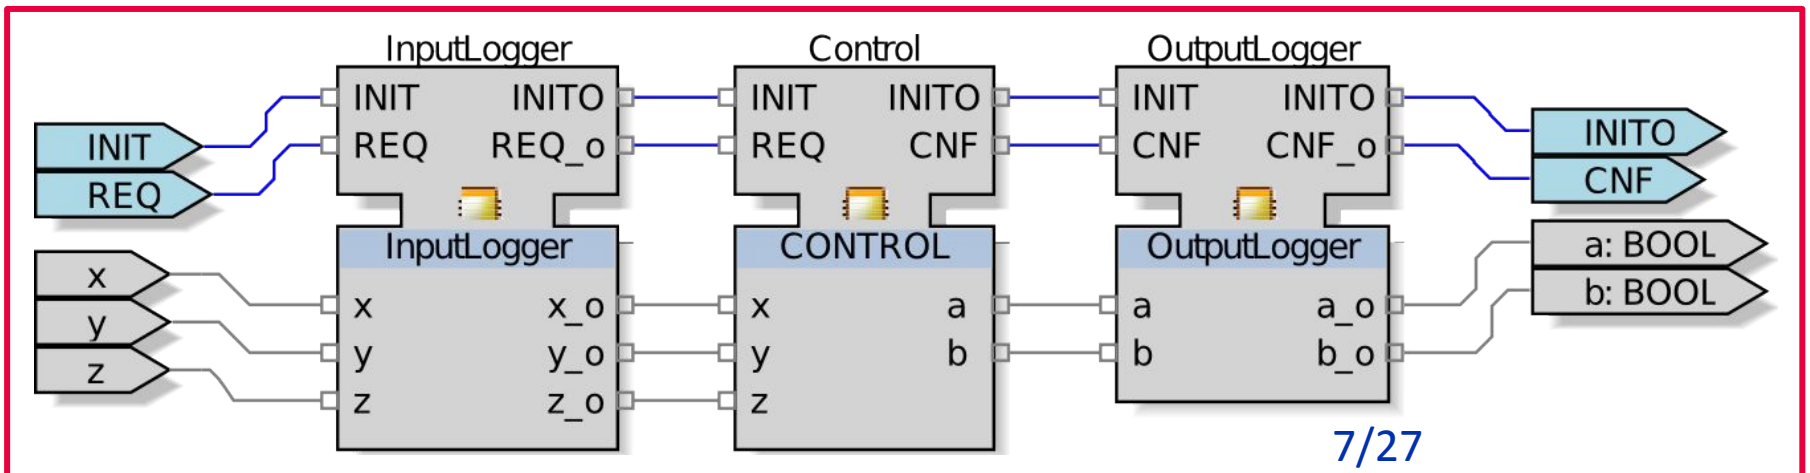 InputLogger Control OutputLogger
INIT INITO INIT INITO INIT INITO
INIT REQ REQ_o REQ CNF CNF CNF_o INITO
REQ CNF
InputLogger CONTROL OutputLogger a: BOOL
x b: BOOL
x x_o x a a a_o
y
y y_o y b b b_o
z
z z_o z
7/27